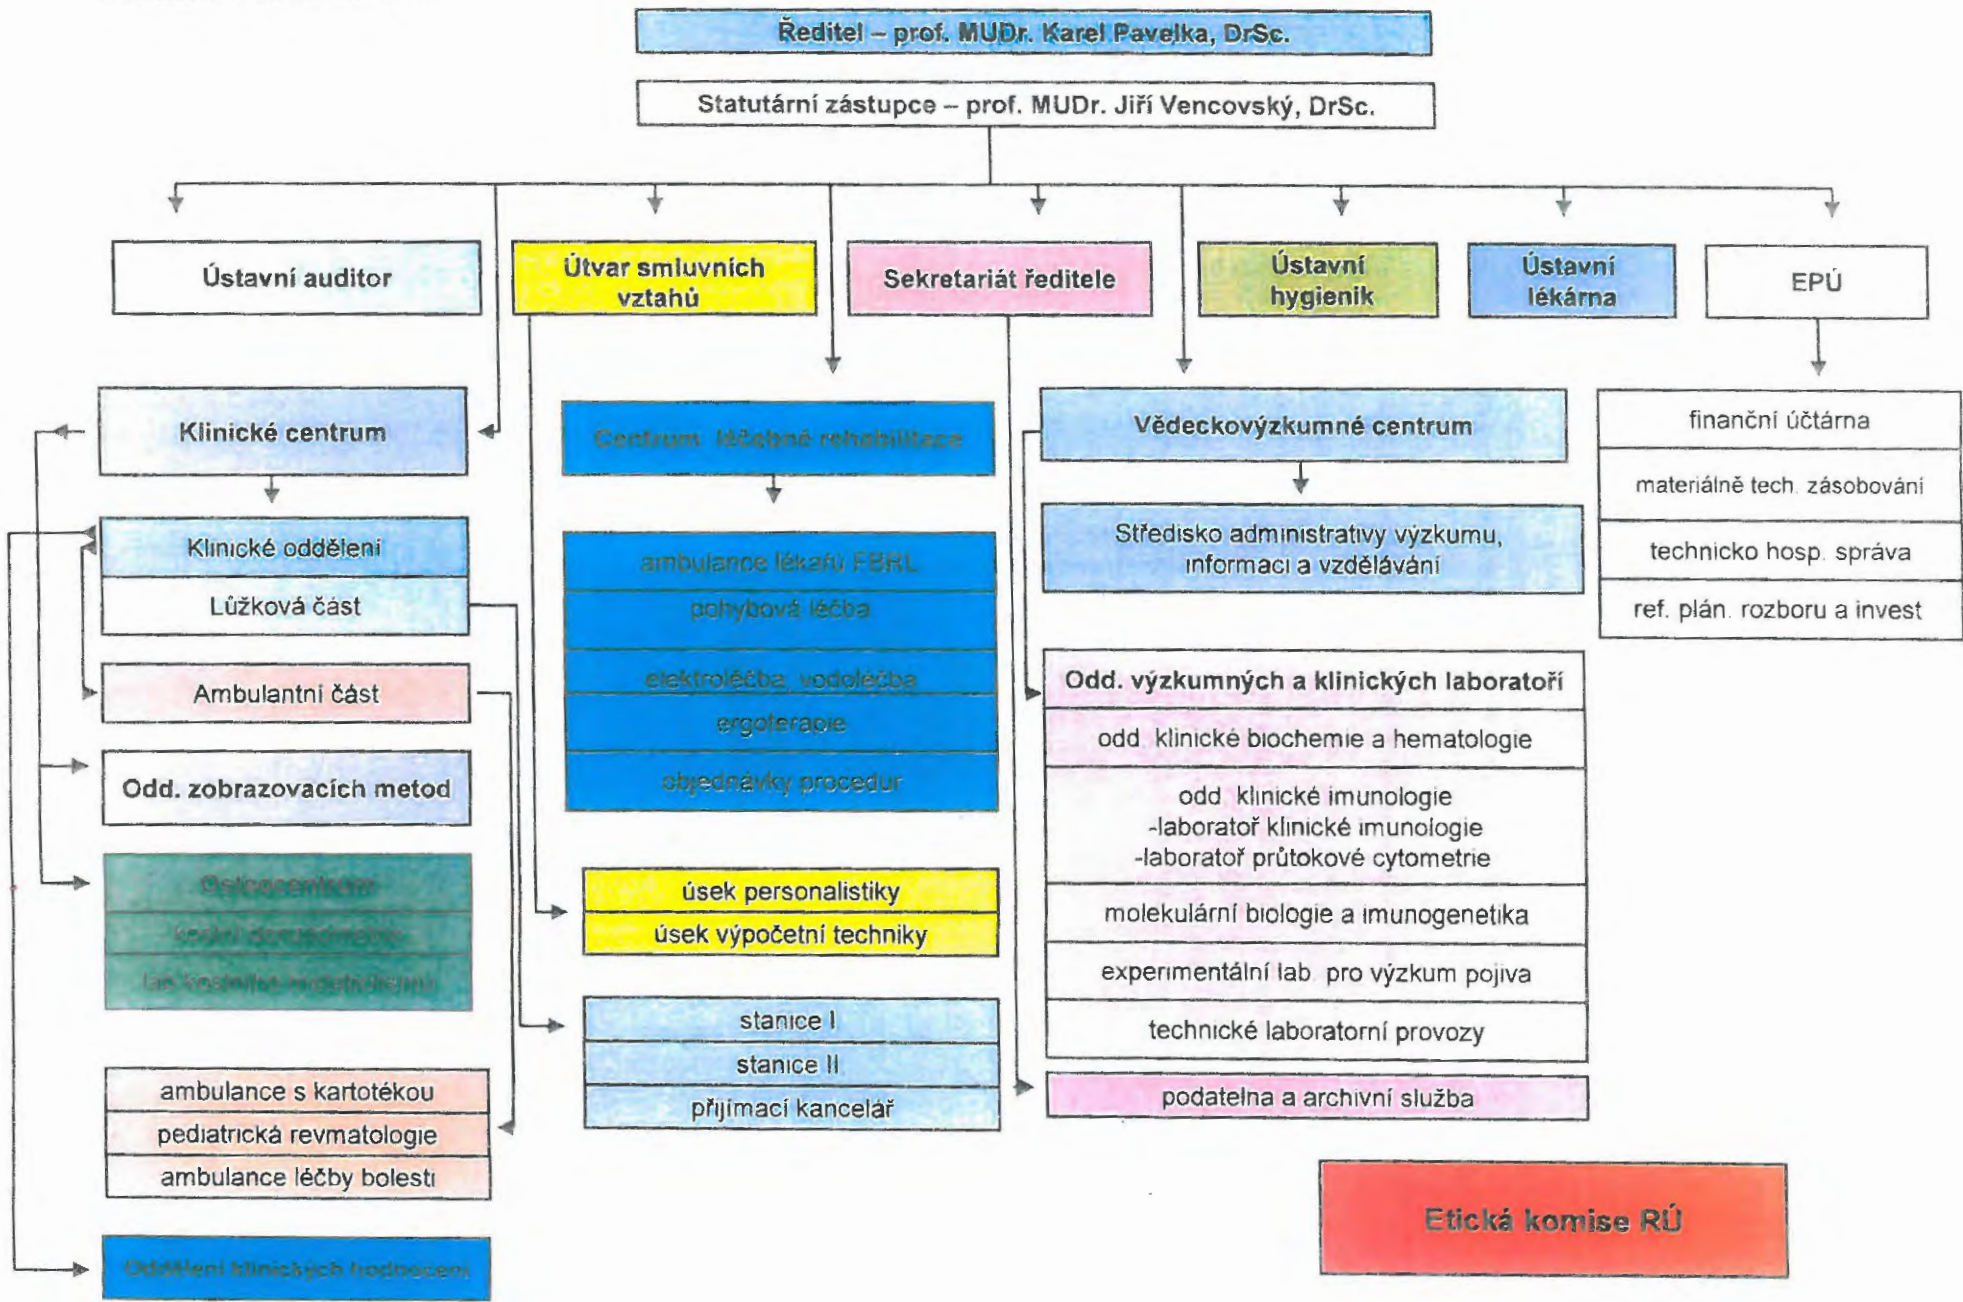 Ředitel – prof. MUDr. Karel Pavelka, DrSc.
Statutární zástupce – prof. MUDr. Jiří Vencovský, DrSc.
Ústavní auditor
Útvar smluvních
vztahů
Sekretariát ředitele
Ústavní
hygienik
Ústavní
lékárna
EPÚ
Klinické centrum
Centrum léčebné rehabilitace
Vědeckovýzkumné centrum
finanční účtárna
materiálně tech. zásobování
technicko hosp. správa
ref. plán. rozboru a invest
Klinické oddělení
Lůžková část
Ambulantní část
Odd. zobrazovacích metod
Osteocentrum
kostní denzitometrie
lab kostního metabolismu
ambulance lékařů FBRL
pohybová léčba
elektroléčba, vodoléčba
ergoterapie
objednávky procedur
Středisko administrativy výzkumu,
informací a vzdělávání
Odd. výzkumných a klinických laboratoří
odd. klinické biochemie a hematologie
odd. klinické imunologie
-laboratoř klinické imunologie
-laboratoř průtokové cytometrie
molekulární biologie a imunogenetika
experimentální lab. pro výzkum pojiva
technické laboratorní provozy
úsek personalistiky
úsek výpočetní techniky
stanice I
stanice II
přijímací kancelář
podatelna a archivní služba
ambulance s kartotékou
pediatrická revmatologie
ambulance léčby bolesti
Oddělení klinických hodnocení
Etická komise RÚ